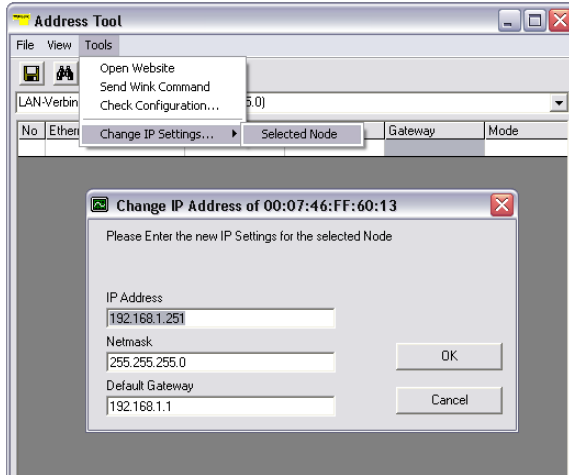 Address Tool
File View Tools
Open Website
Send Wink Command
Check Configuration...
LAN-Verbin 5.0)
Change IP Settings... Selected Node
No Ethern Gateway Mode
Change IP Address of 00:07:46:FF:60:13
Please Enter the new IP Settings for the selected Node
IP Address
192.168.1.251
Netmask
255.255.255.0
OK
Default Gateway
192.168.1.1
Cancel